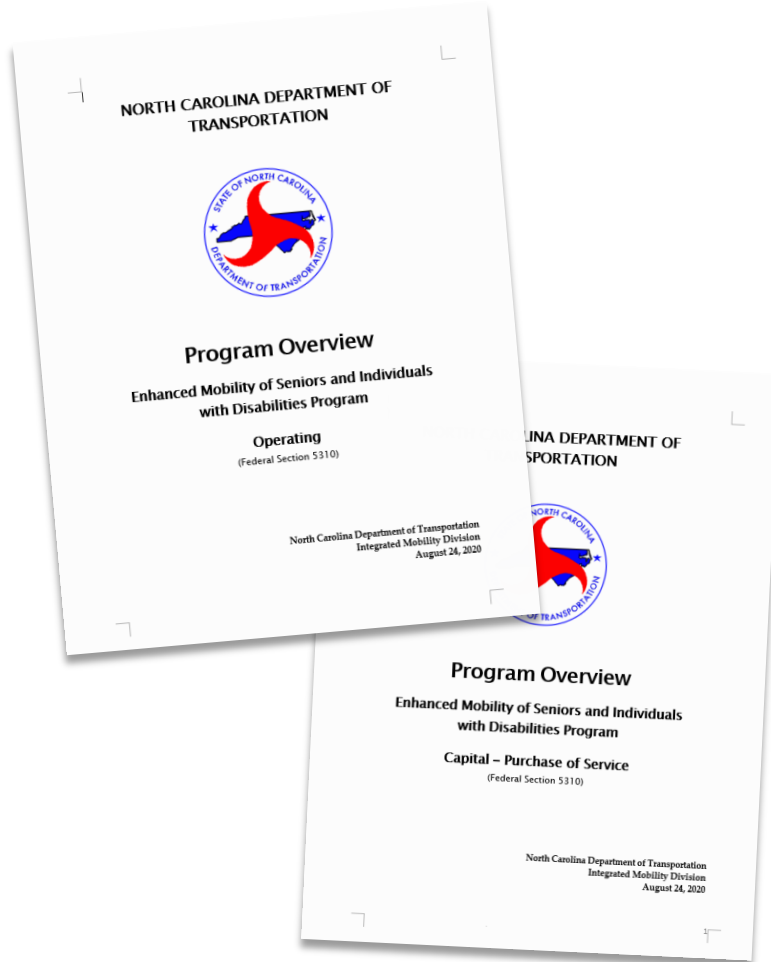 NORTH CAROLINA DEPARTMENT OF
TRANSPORTATION
STATE OF NORTH CAROLINA
DEPARTMENT OF TRANSPORTATION
Program Overview
Enhanced Mobility of Seniors and Individuals
with Disabilities Program
Operating
(Federal Section 5310)
North Carolina Department of Transportation
Integrated Mobility Division
August 24, 2020
LINA DEPARTMENT OF
SPORTATION
NORTH CAROLINA
OF TRANSPORTATION
Program Overview
Enhanced Mobility of Seniors and Individuals
with Disabilities Program
Capital – Purchase of Service
(Federal Section 5310)
North Carolina Department of Transportation
Integrated Mobility Division
August 24, 2020
1